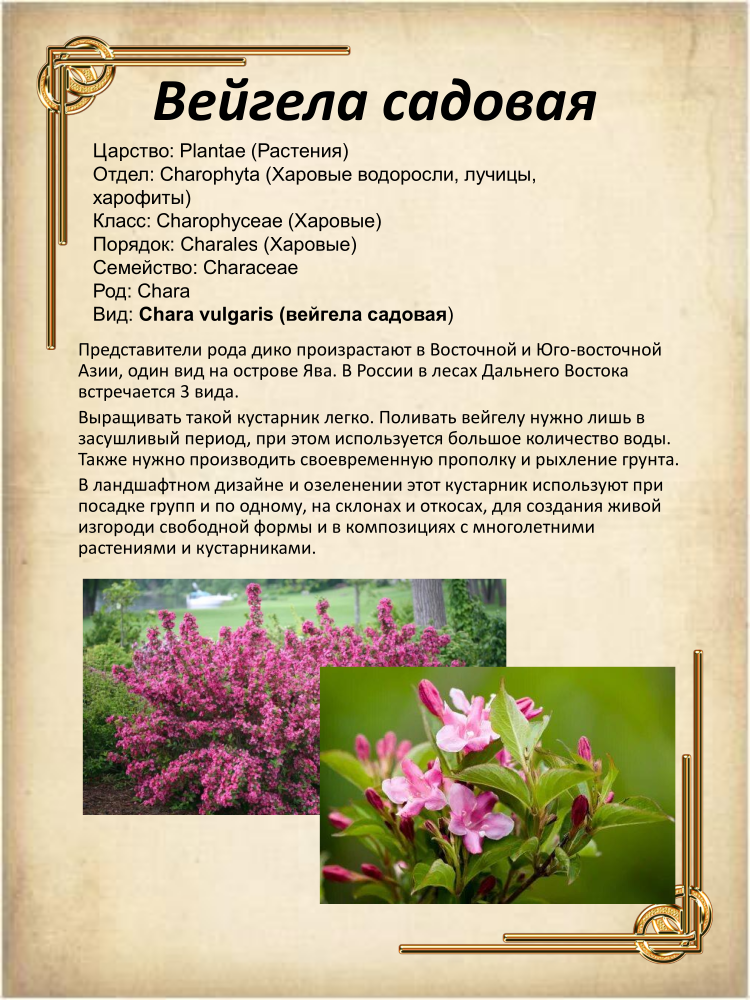 Вейгела садовая
Царство: Plantae (Растения)
Отдел: Charophyta (Харовые водоросли, лучицы,
харофиты)
Класс: Charophyceae (Харовые)
Порядок: Charales (Харовые)
Семейство: Characeae
Род: Chara
Вид: Chara vulgaris (вейгела садовая)
Представители рода дико произрастают в Восточной и Юго-восточной
Азии, один вид на острове Ява. В России в лесах Дальнего Востока
встречается 3 вида.
Выращивать такой кустарник легко. Поливать вейгелу нужно лишь в
засушливый период, при этом используется большое количество воды.
Также нужно производить своевременную прополку и рыхление грунта.
В ландшафтном дизайне и озеленении этот кустарник используют при
посадке групп и по одному, на склонах и откосах, для создания живой
изгороди свободной формы и в композициях с многолетними
растениями и кустарниками.